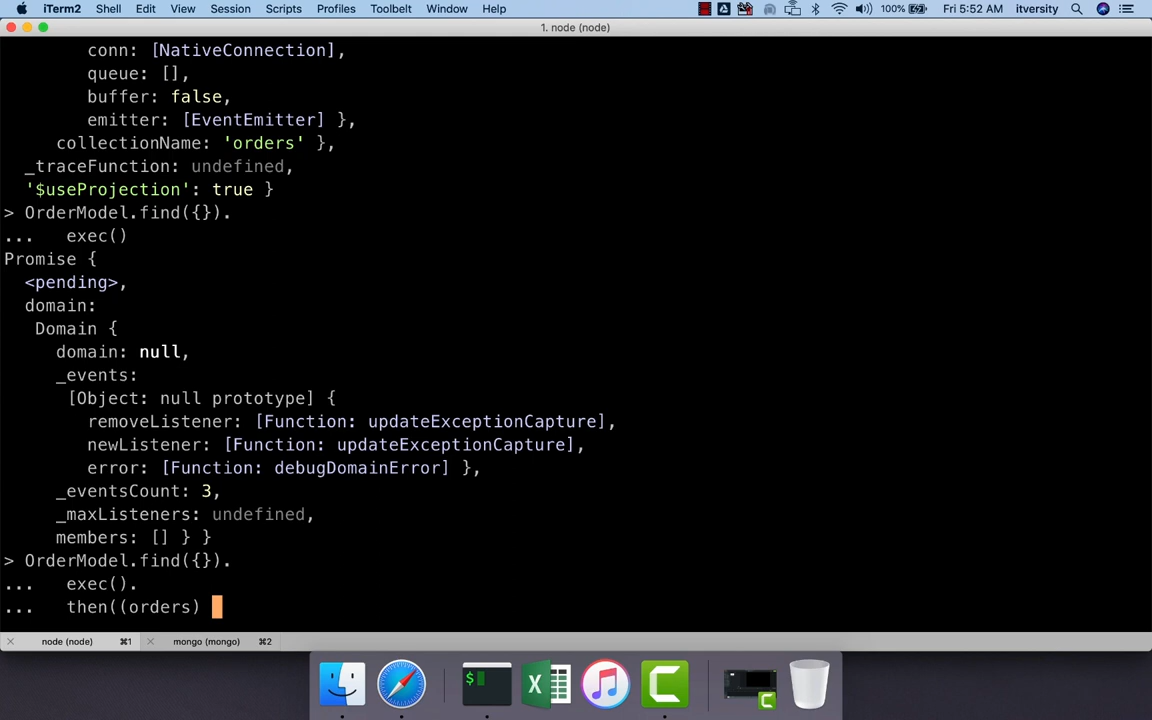 iTerm2 Shell Edit View Session Scripts Profiles Toolbelt Window Help 100% Fri 5:52 AM itversity
1. node (node)
conn: [NativeConnection],
queue: [],
buffer: false,
emitter: [EventEmitter] },
collectionName: 'orders' },
_traceFunction: undefined,
'$useProjection': true }
> OrderModel.find({}).
... exec()
Promise {
<pending>,
domain:
Domain {
domain: null,
_events:
[Object: null prototype] {
removeListener: [Function: updateExceptionCapture],
newListener: [Function: updateExceptionCapture],
error: [Function: debugDomainError] },
_eventsCount: 3,
_maxListeners: undefined,
members: [] } }
> OrderModel.find({}).
... exec().
... then((orders)
node (node) ⌘1 mongo (mongo) ⌘2